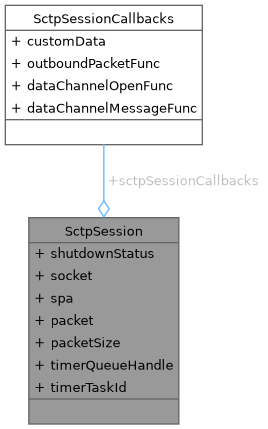 SctpSessionCallbacks
+ customData
+ outboundPacketFunc
+ dataChannelOpenFunc
+ dataChannelMessageFunc
+sctpSessionCallbacks
SctpSession
+ shutdownStatus
+ socket
+ spa
+ packet
+ packetSize
+ timerQueueHandle
+ timerTaskId